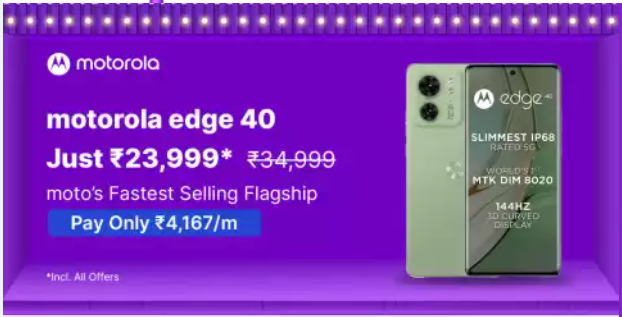 motorola
motorola edge 40
Just ₹23,999* ₹34,999
moto's Fastest Selling Flagship
Pay Only ₹4,167/m
*Incl. All Offers
edge 40
SLIMMEST IP68
RATED 5G
WORLD'S 1ST
MTK DIM 8020
144HZ
3D CURVED
DISPLAY